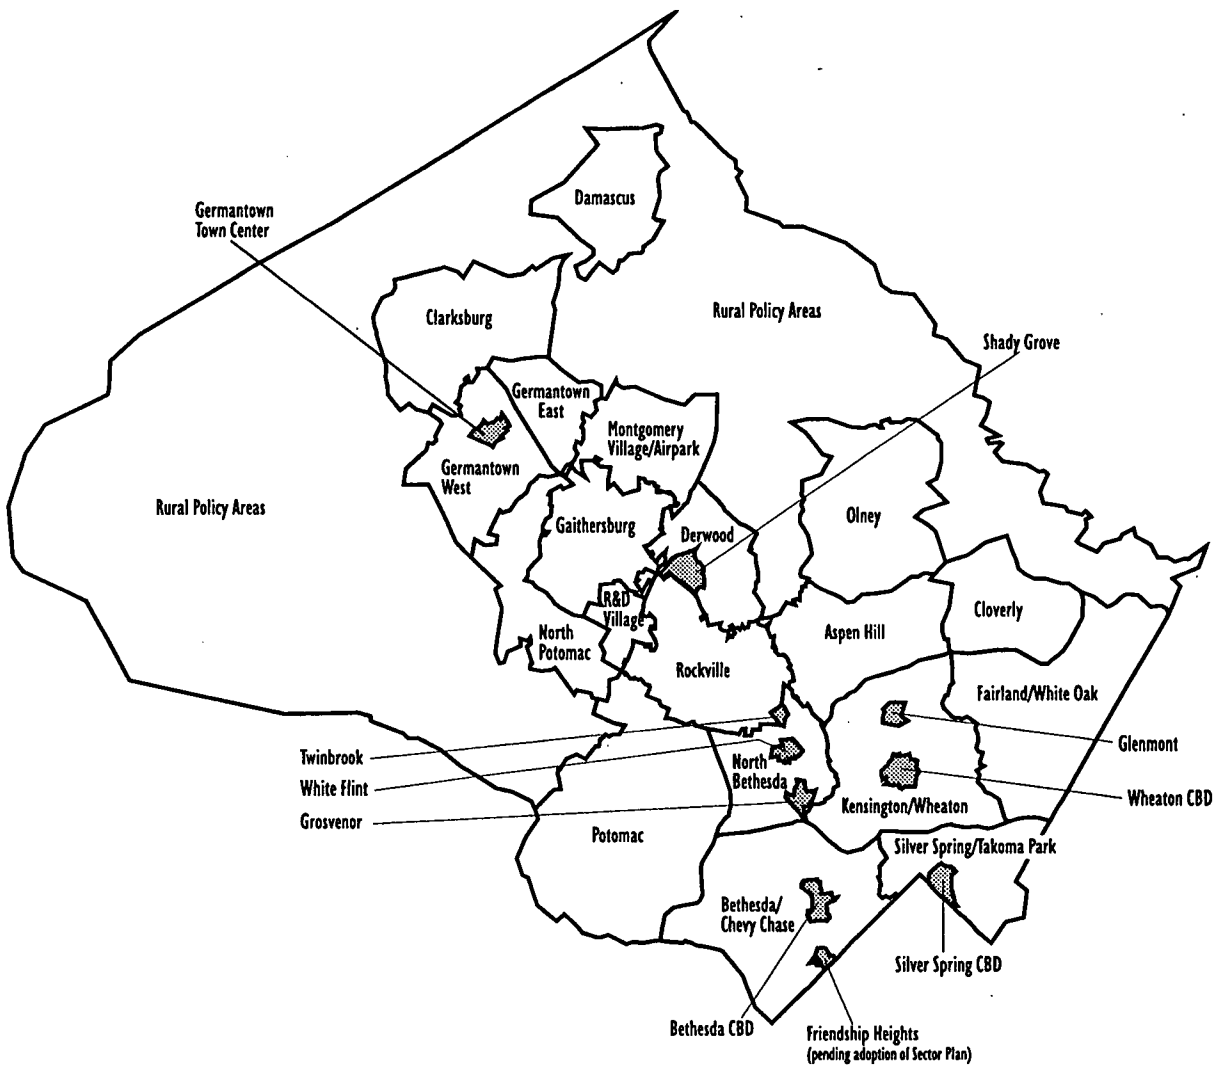 Damascus
Germantown
Town Center
Clarksburg
Rural Policy Areas
Shady Grove
Germantown
East
Montgomery
Village/Airpark
Germantown
West
Rural Policy Areas
Olney
Gaithersburg
Derwood
R&D
Village
Cloverly
North
Potomac
Aspen Hill
Rockville
Fairland/White Oak
Twinbrook
Glenmont
White Flint
North
Bethesda
Wheaton CBD
Grosvenor
Kensington/Wheaton
Potomac
Silver Spring/Takoma Park
Bethesda/
Chevy Chase
Silver Spring CBD
Bethesda CBD
Friendship Heights
(pending adoption of Sector Plan)